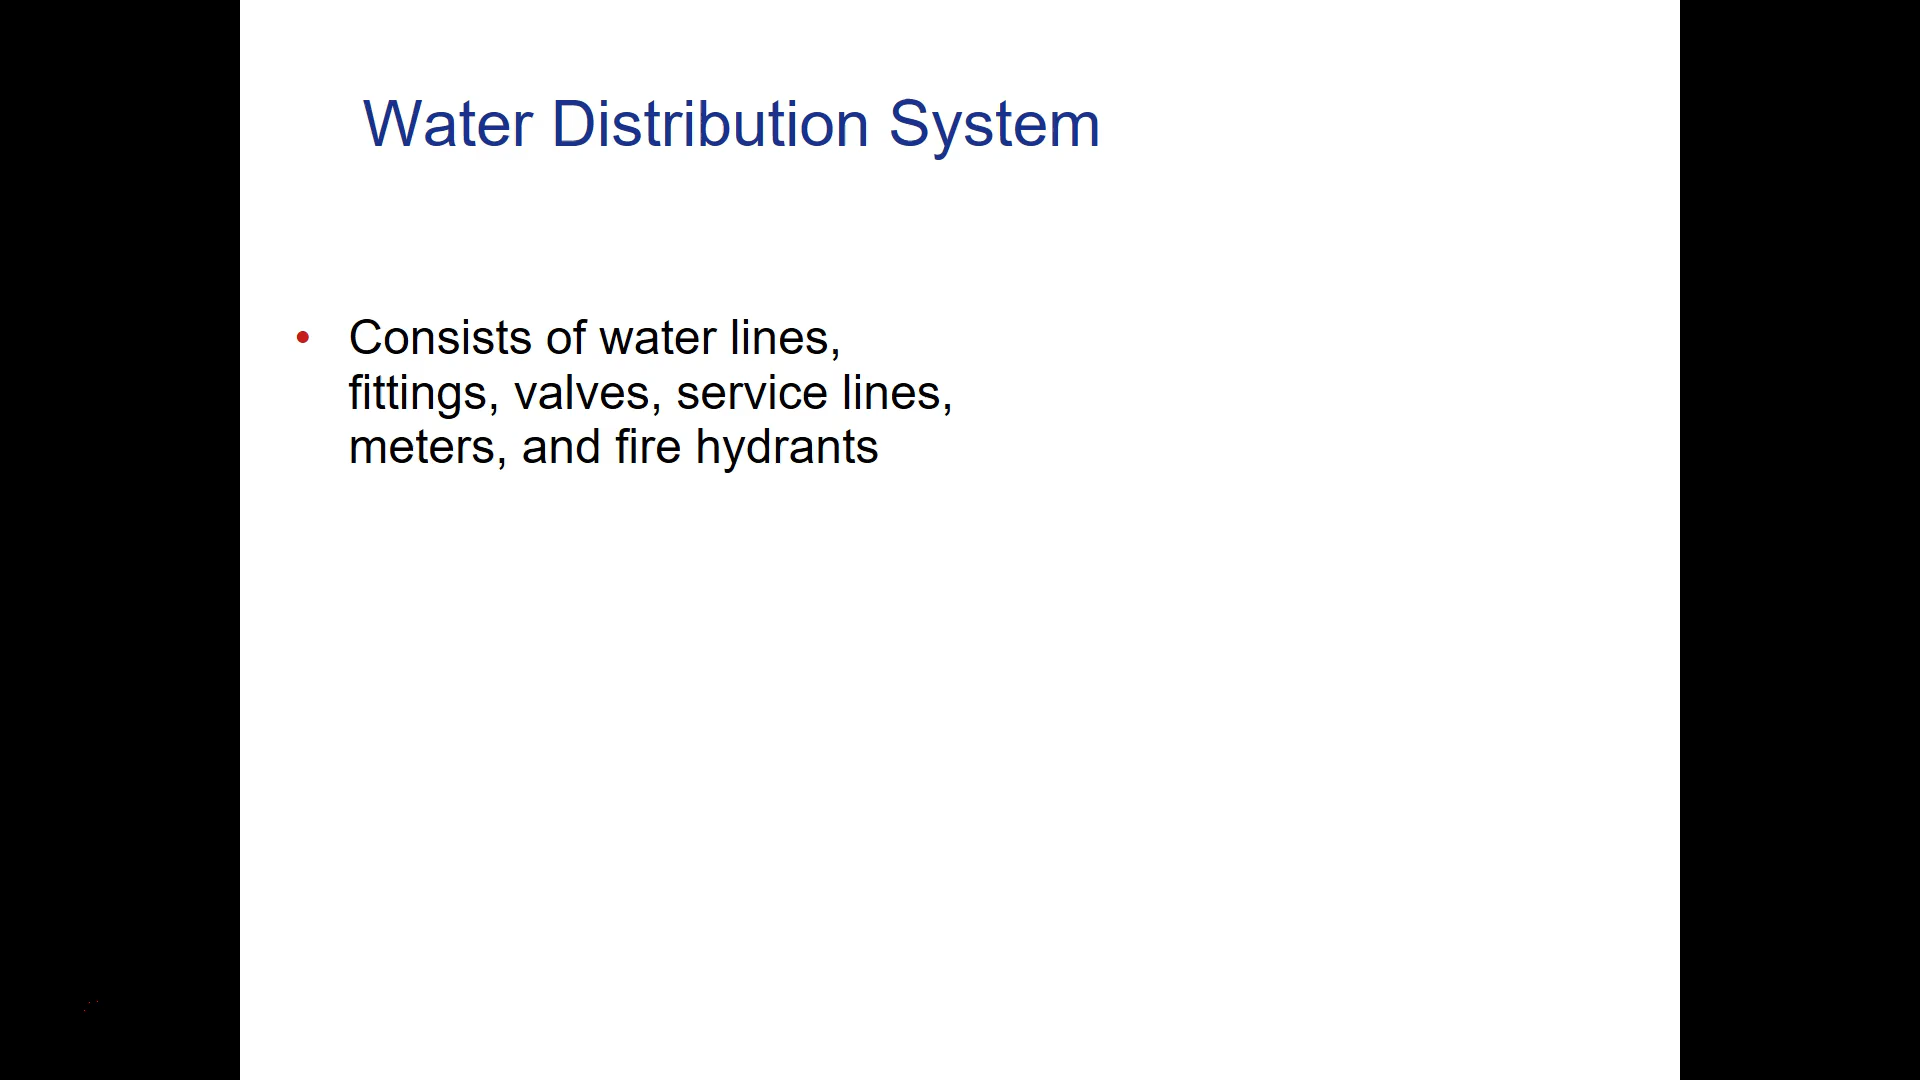 Water Distribution System
• Consists of water lines,
fittings, valves, service lines,
meters, and fire hydrants